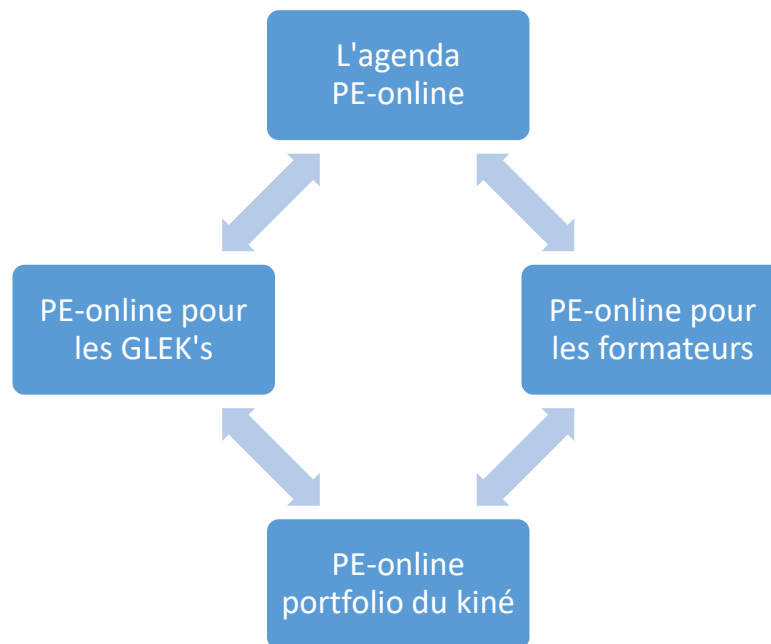 L'agenda
PE-online
PE-online pour
les GLEK's
PE-online pour
les formateurs
PE-online
portfolio du kiné